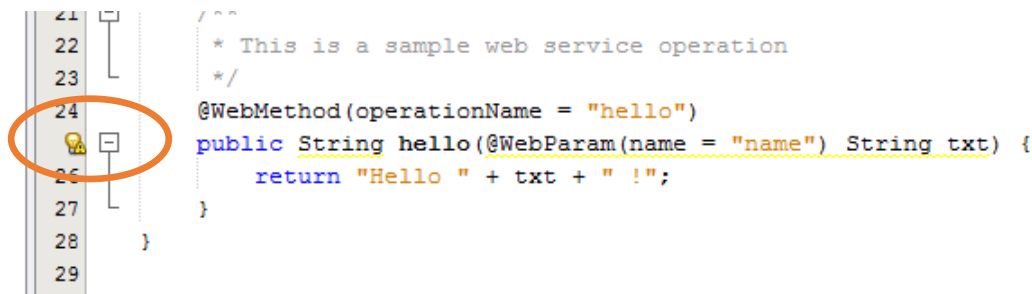 21 /**
22 * This is a sample web service operation
23 */
24 @WebMethod(operationName = "hello")
public String hello(@WebParam(name = "name") String txt) {
26 return "Hello " + txt + " !";
27 }
28 }
29